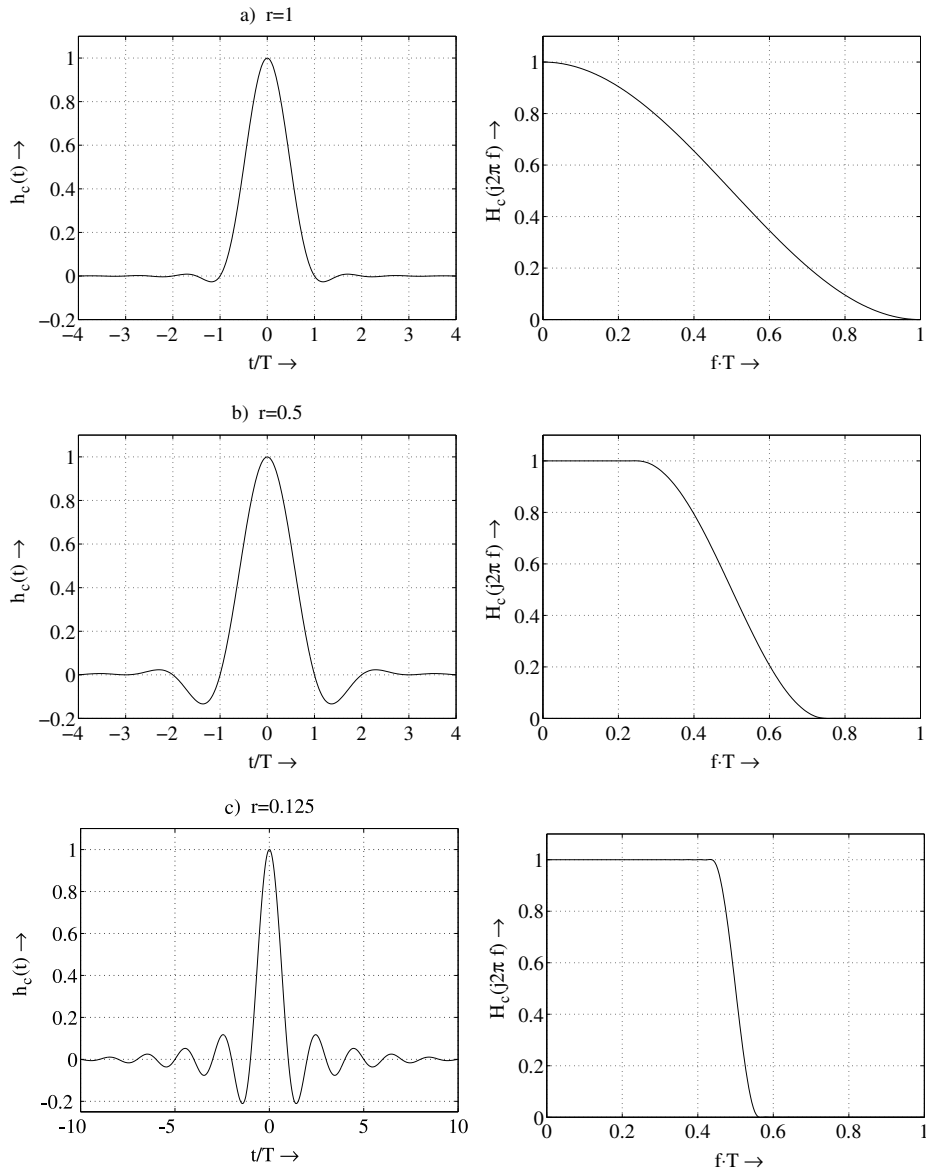 a) r=1
1
0.8
0.6
0.4
0.2
0
−0.2
−4 −3 −2 −1 0 1 2 3 4
t/T →
h_c(t) →
1
0.8
0.6
0.4
0.2
0
0 0.2 0.4 0.6 0.8 1
f·T →
H_c(j2π f) →
b) r=0.5
1
0.8
0.6
0.4
0.2
0
−0.2
−4 −3 −2 −1 0 1 2 3 4
t/T →
h_c(t) →
1
0.8
0.6
0.4
0.2
0
0 0.2 0.4 0.6 0.8 1
f·T →
H_c(j2π f) →
c) r=0.125
1
0.8
0.6
0.4
0.2
0
-0.2
-10 -5 0 5 10
t/T →
h_c(t) →
1
0.8
0.6
0.4
0.2
0
0 0.2 0.4 0.6 0.8 1
f·T →
H_c(j2π f) →